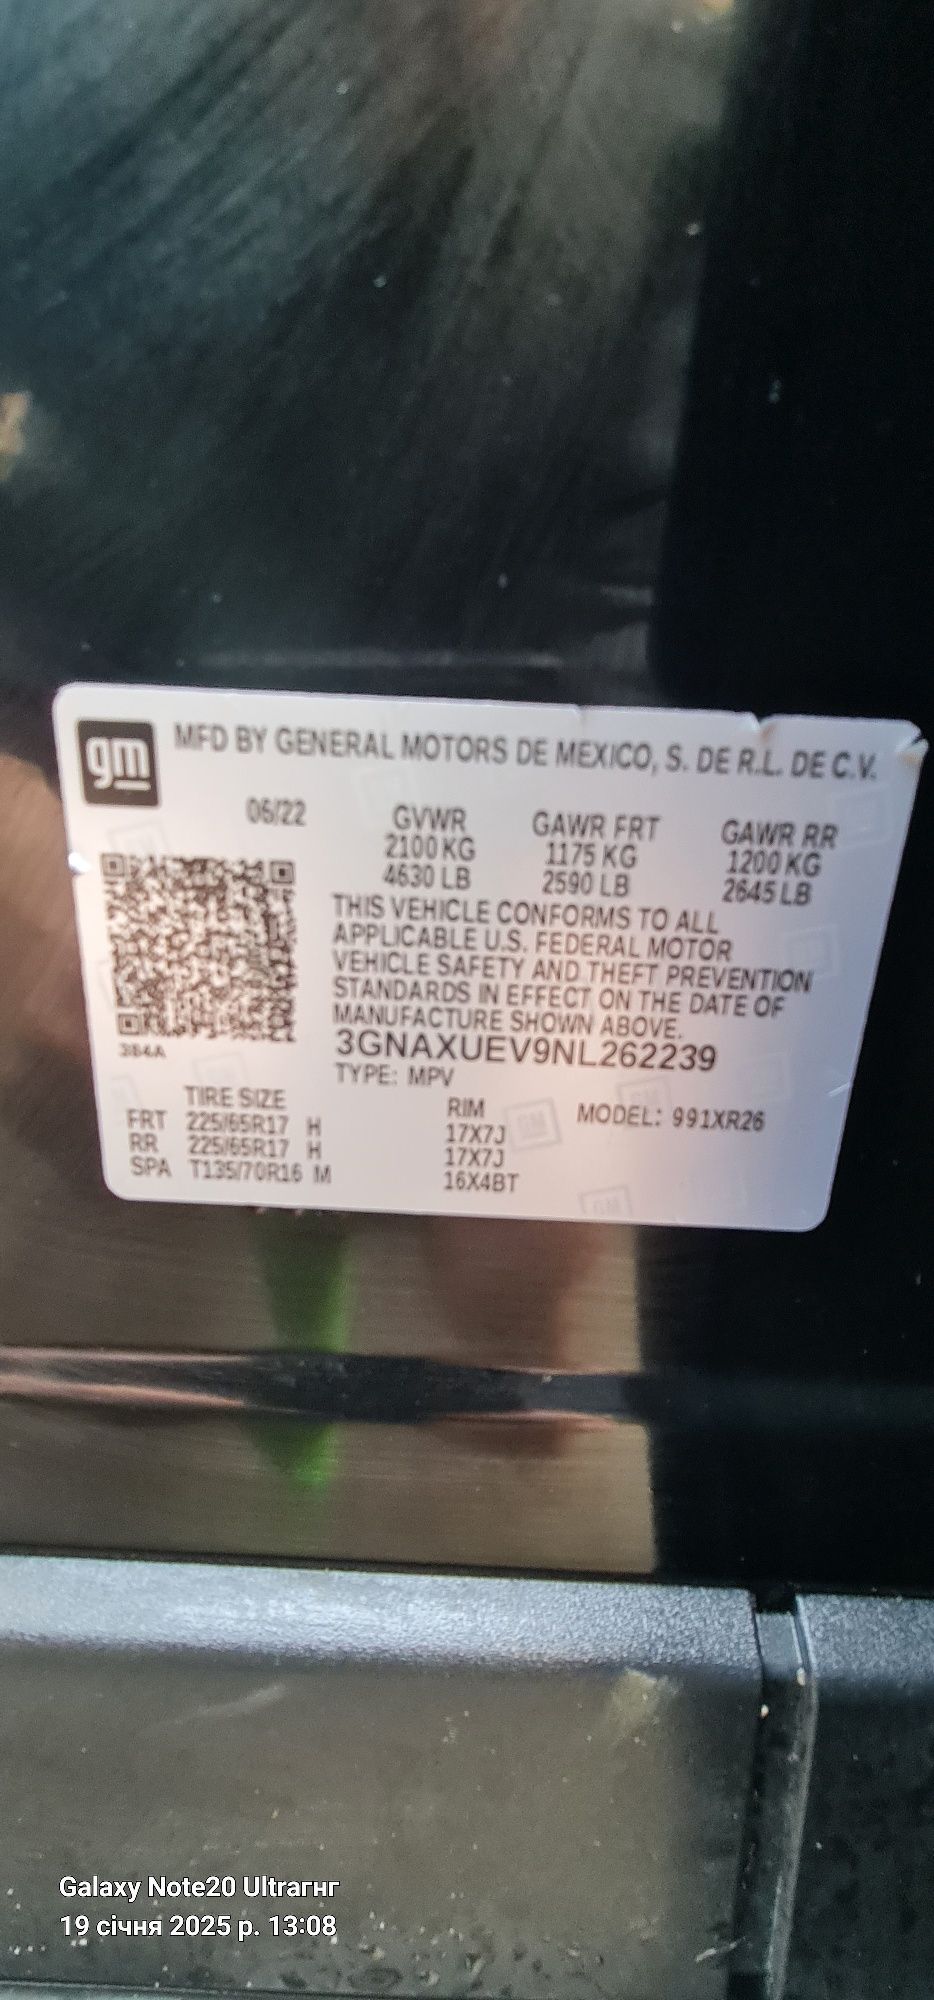 gm MFD BY GENERAL MOTORS DE MEXICO, S. DE R.L. DE C.V.
06/22 GVWR GAWR FRT GAWR RR
2100 KG 1175 KG 1200 KG
4630 LB 2590 LB 2645 LB
THIS VEHICLE CONFORMS TO ALL
APPLICABLE U.S. FEDERAL MOTOR
VEHICLE SAFETY AND THEFT PREVENTION
STANDARDS IN EFFECT ON THE DATE OF
MANUFACTURE SHOWN ABOVE.
384A
3GNAXUEV9NL262239
TYPE: MPV
TIRE SIZE RIM MODEL: 991XR26
FRT 225/65R17 H 17X7J
RR 225/65R17 H 17X7J
SPA T135/70R16 M 16X4BT
Galaxy Note20 Ultraгнг
19 січня 2025 р. 13:08